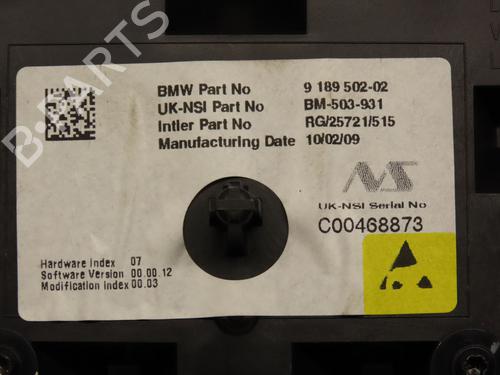 B-PARTS
BMW Part No 9 189 502-02
UK-NSI Part No BM-503-931
Intier Part No RG/25721/515
Manufacturing Date 10/02/09
NS
UK-NSI Serial No
C00468873
Hardware Index 07
Software Version 00.00.12
Modification Index 00.03